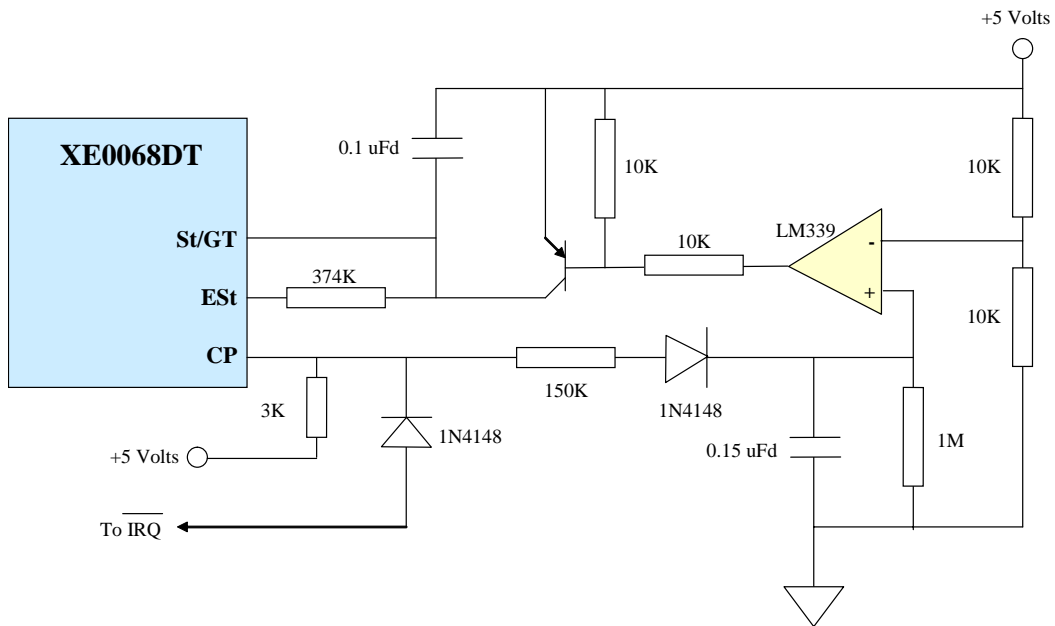 +5 Volts
XE0068DT
0.1 uFd
10K
10K
LM339
St/GT
10K
-
374K
ESt
+
10K
CP
150K
1N4148
3K
1N4148
0.15 uFd
1M
+5 Volts
To IRQ